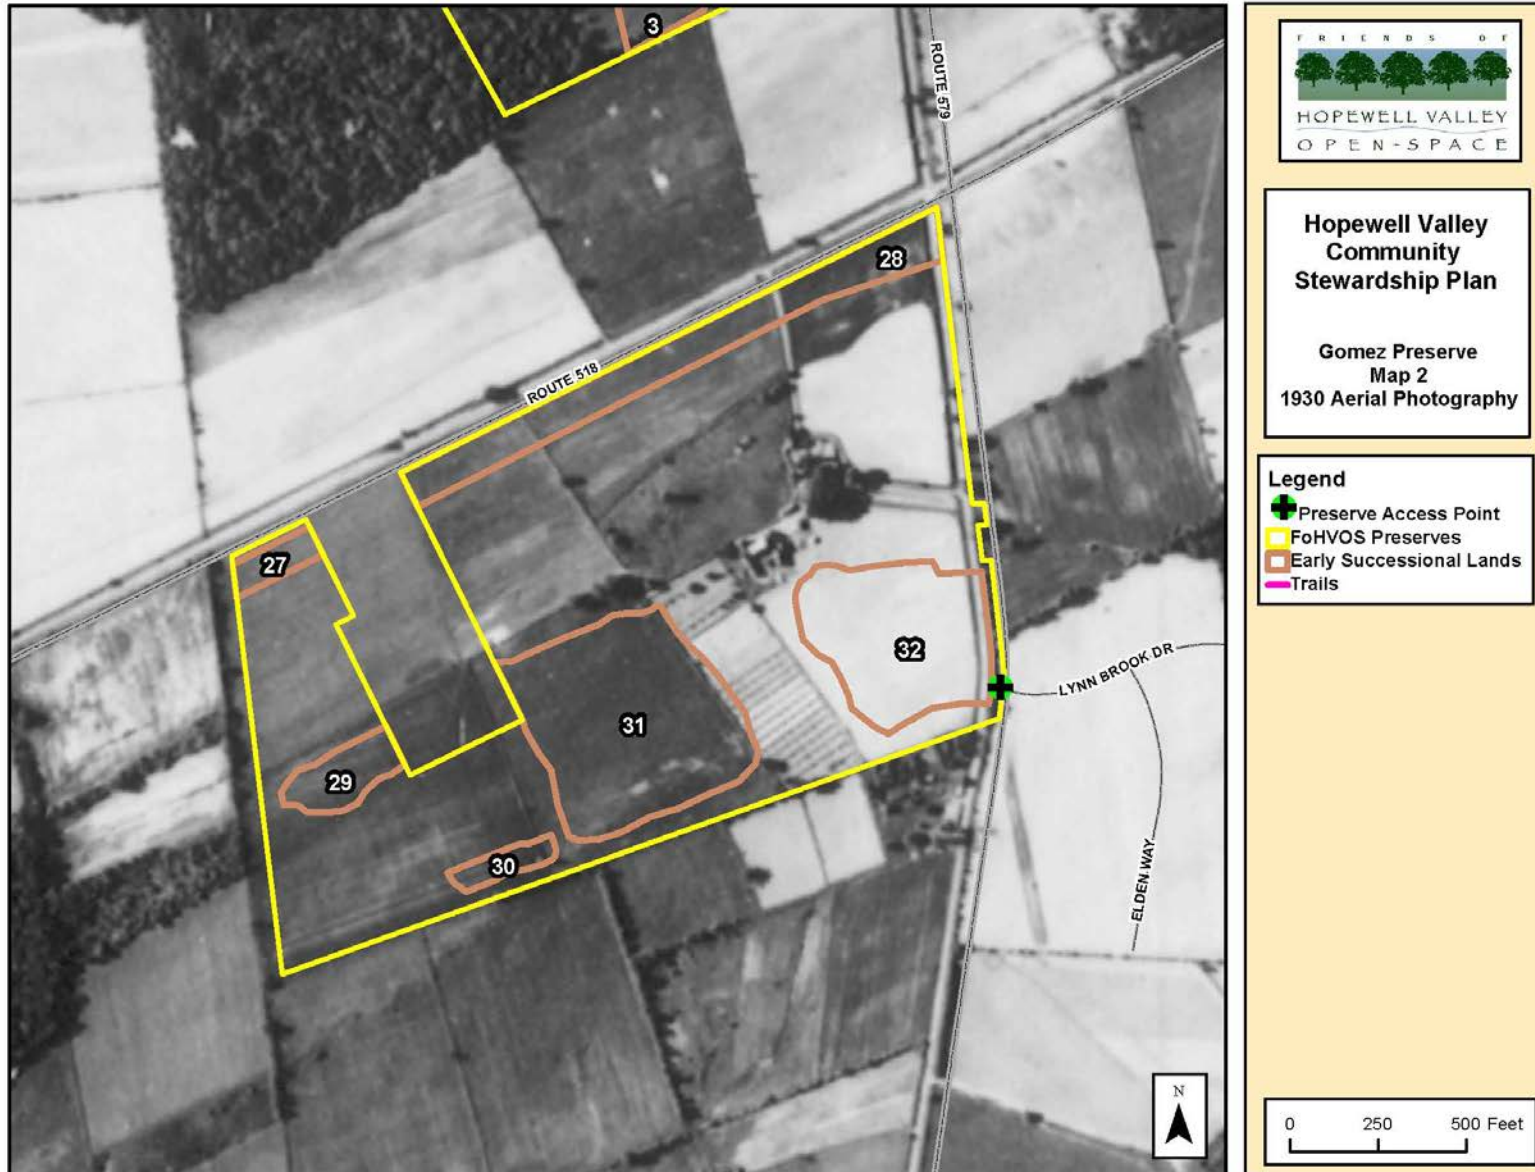 3
ROUTE 579
28
ROUTE 518
27
32
LYNN BROOK DR
31
29
30
ELDEN WAY
N
FRIENDS OF
HOPEWELL VALLEY
OPEN-SPACE
Hopewell Valley
Community
Stewardship Plan
Gomez Preserve
Map 2
1930 Aerial Photography
Legend
Preserve Access Point
FoHVOS Preserves
Early Successional Lands
Trails
0 250 500 Feet